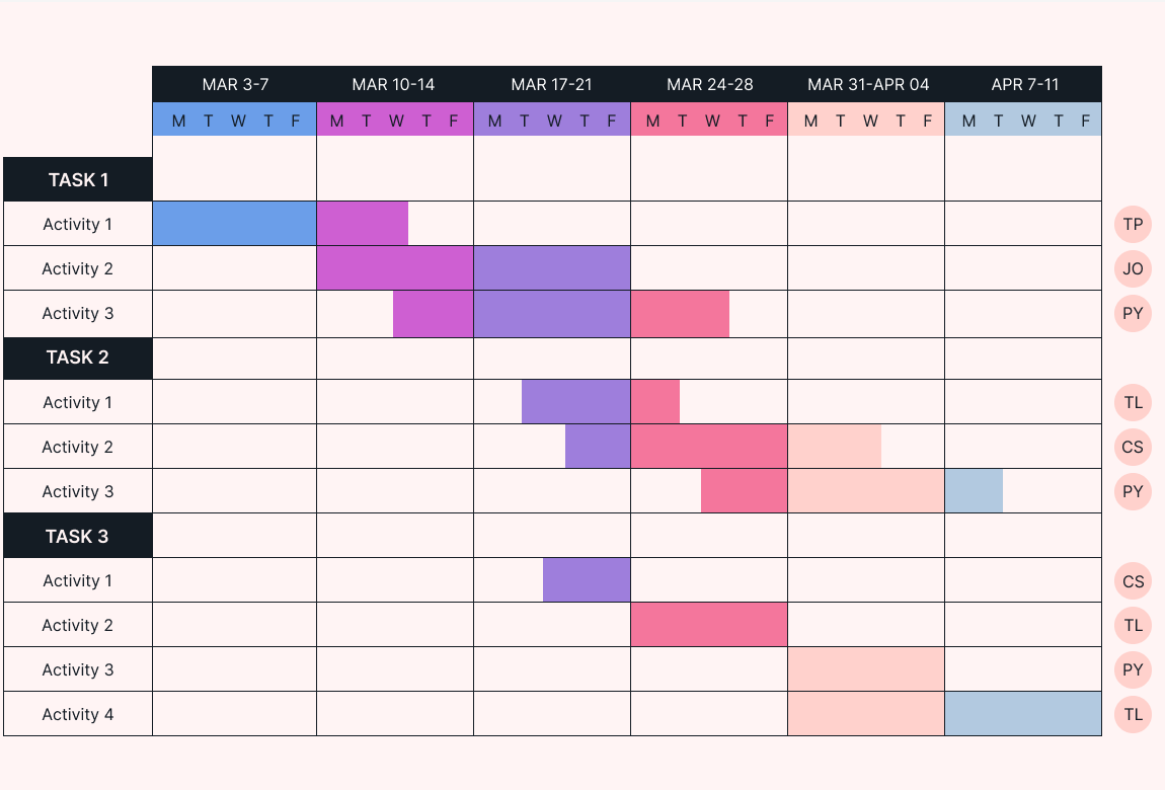 MAR 3-7 MAR 10-14 MAR 17-21 MAR 24-28 MAR 31-APR 04 APR 7-11
M T W T F M T W T F M T W T F M T W T F M T W T F M T W T F
TASK 1
Activity 1 TP
Activity 2 JO
Activity 3 PY
TASK 2
Activity 1 TL
Activity 2 CS
Activity 3 PY
TASK 3
Activity 1 CS
Activity 2 TL
Activity 3 PY
Activity 4 TL